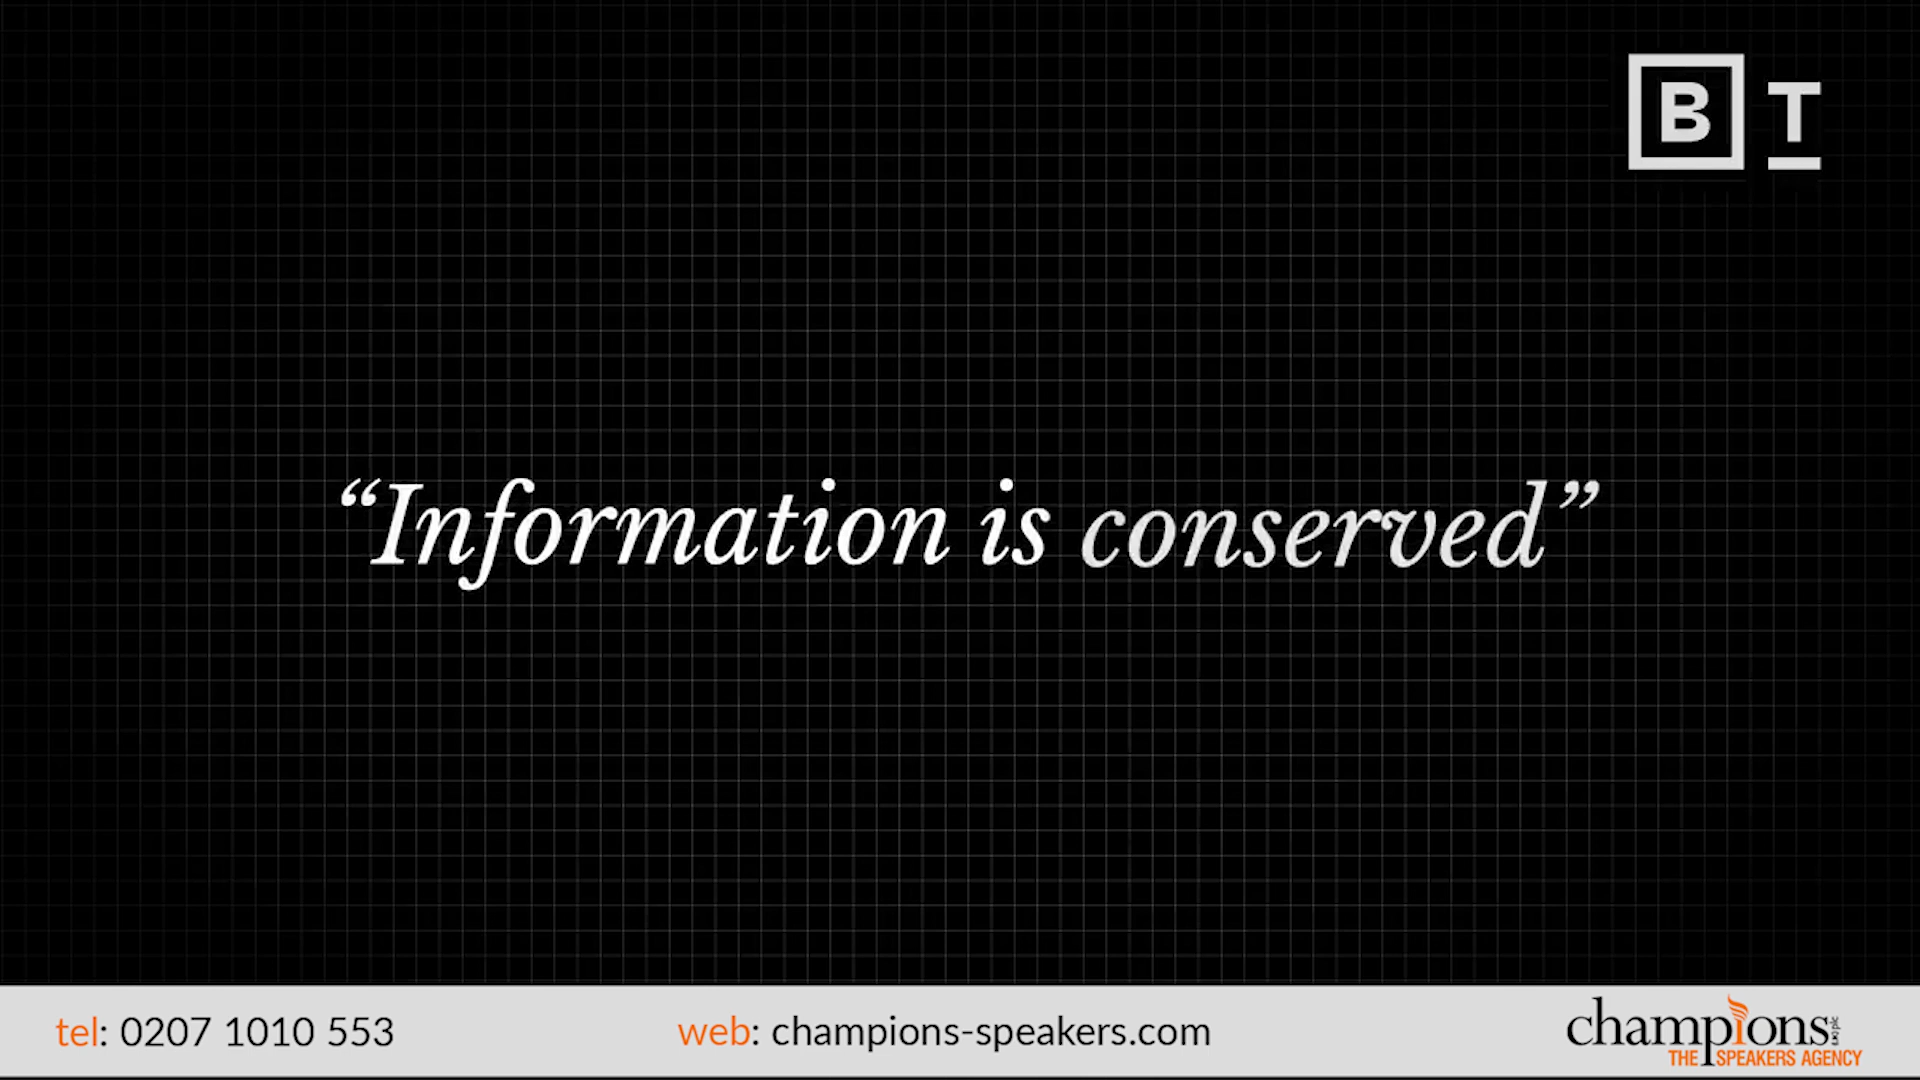 B T
“Information is conserved”
tel: 0207 1010 553
web: champions-speakers.com
champions
THE SPEAKERS AGENCY